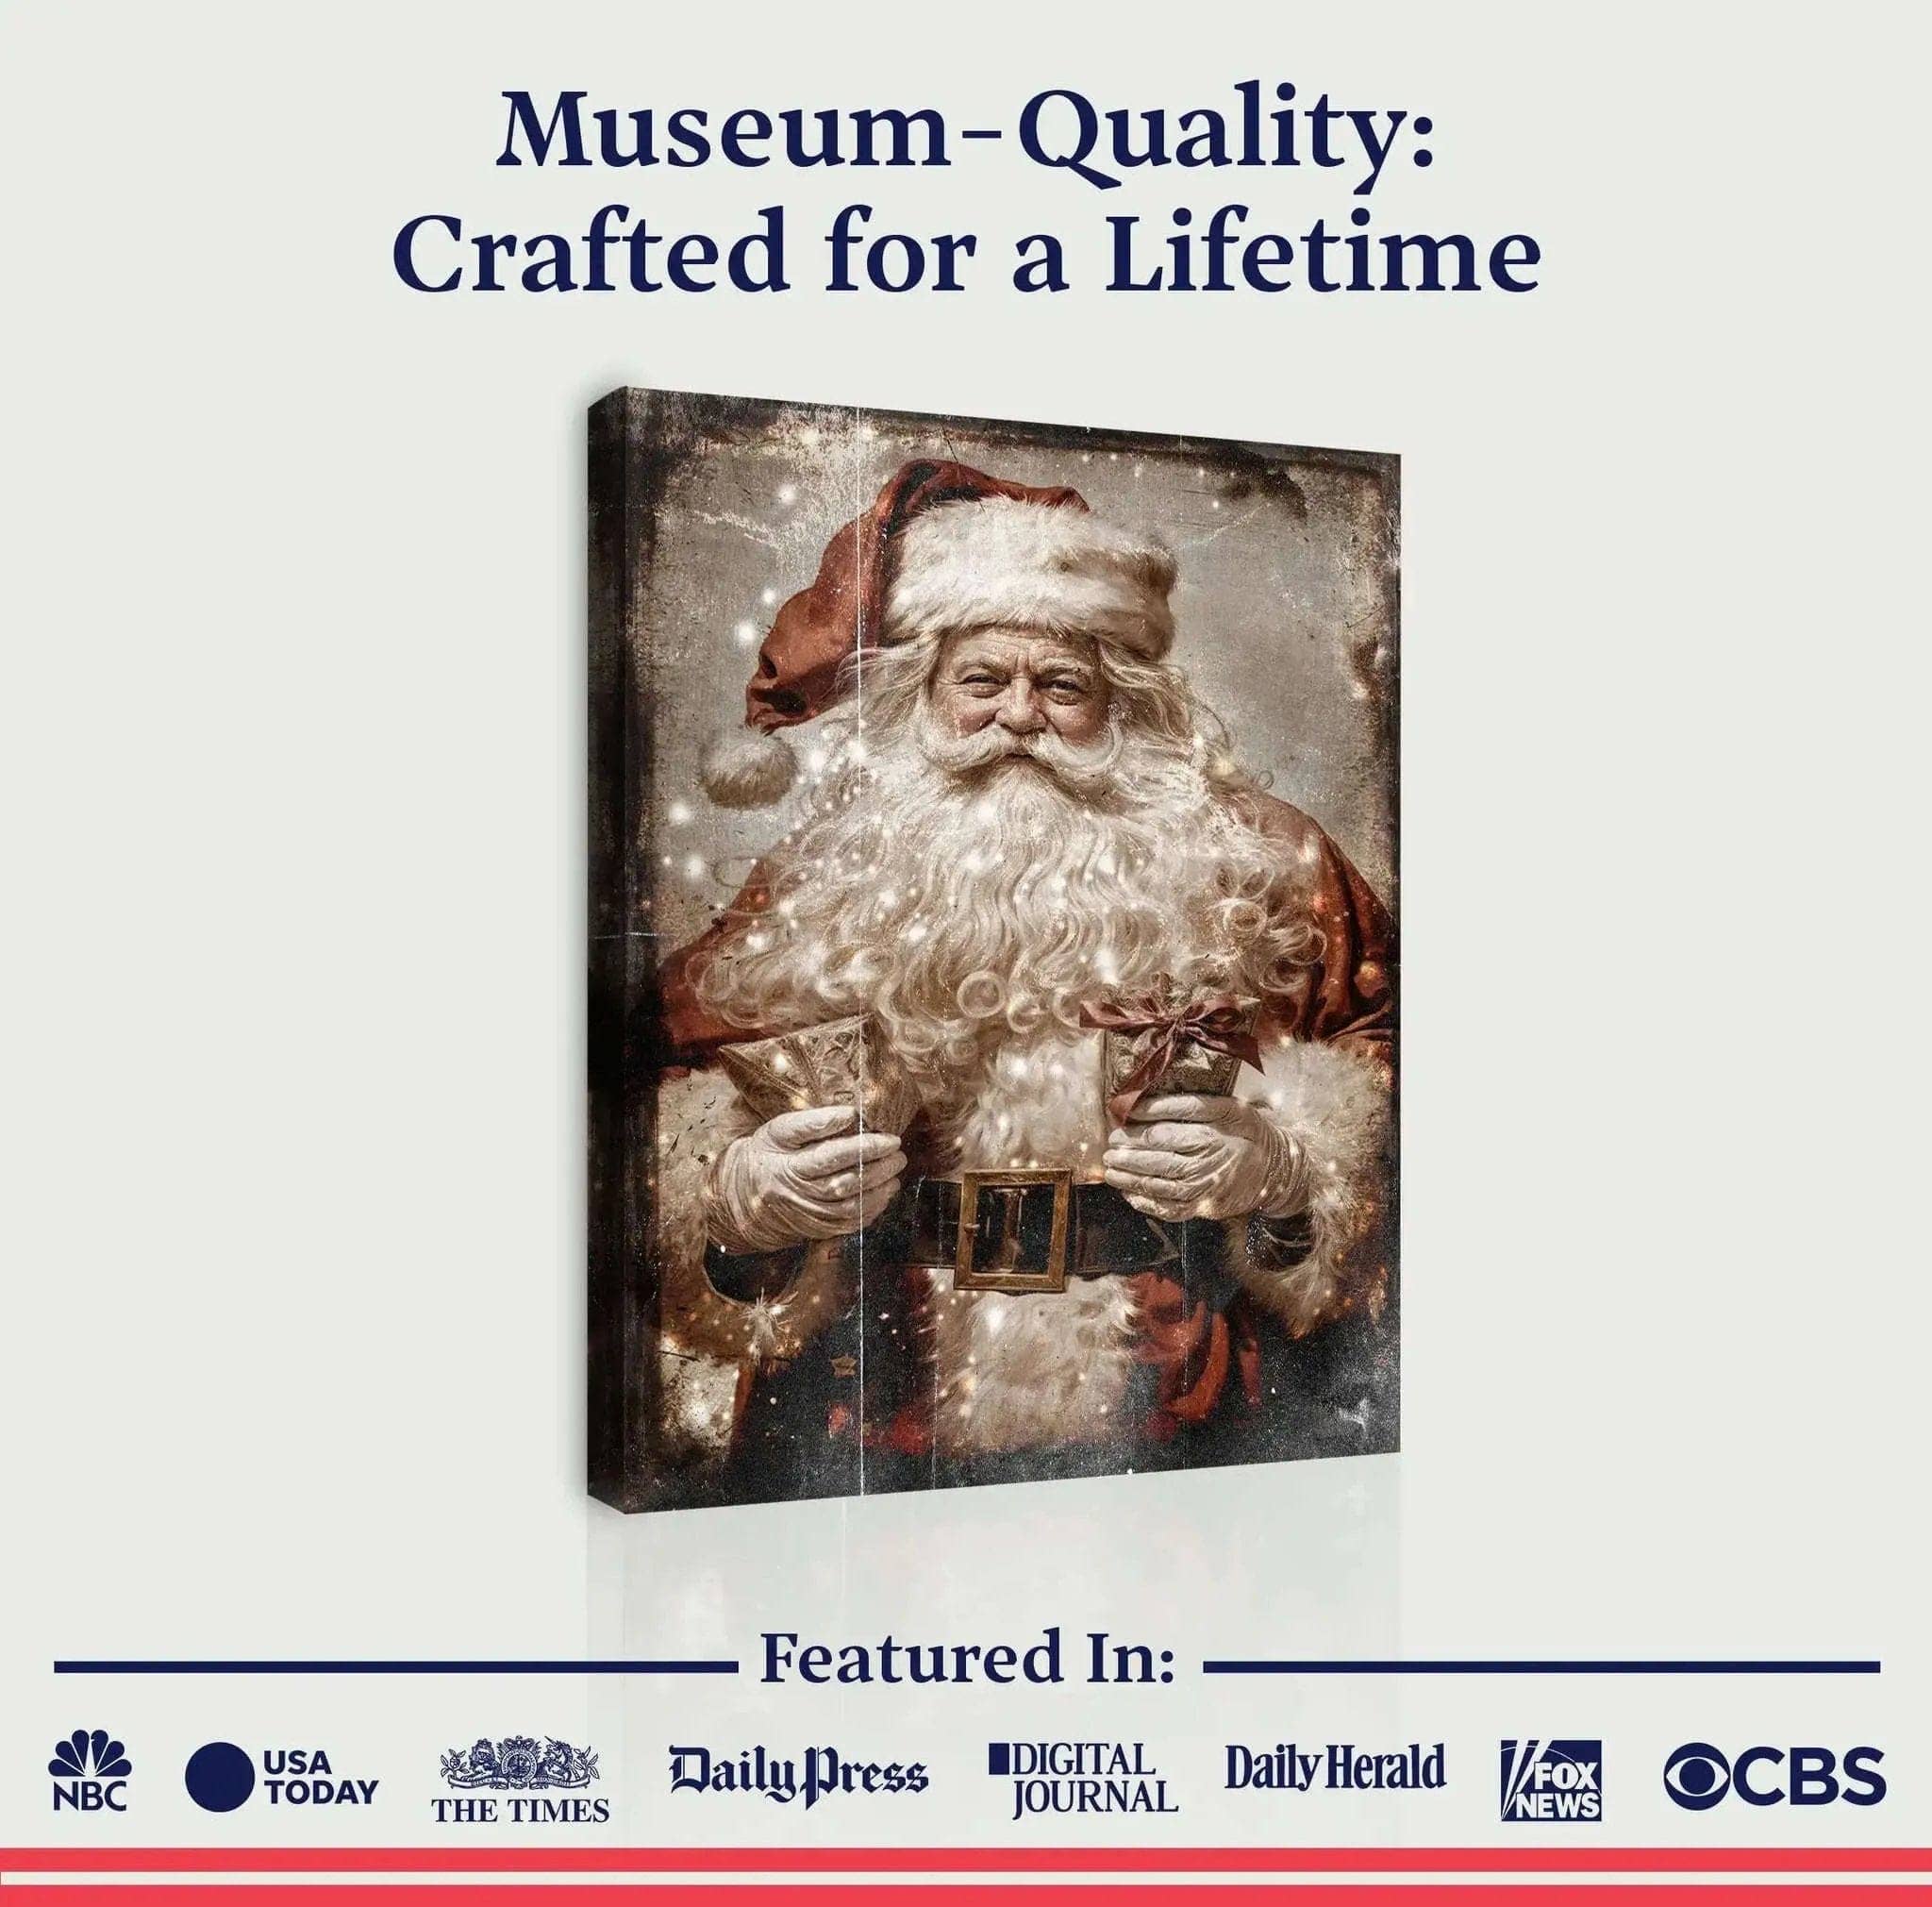 Museum-Quality:
Crafted for a Lifetime
Featured In:
NBC
USA
TODAY
THE TIMES
Daily Press
DIGITAL
JOURNAL
Daily Herald
FOX
NEWS
CBS